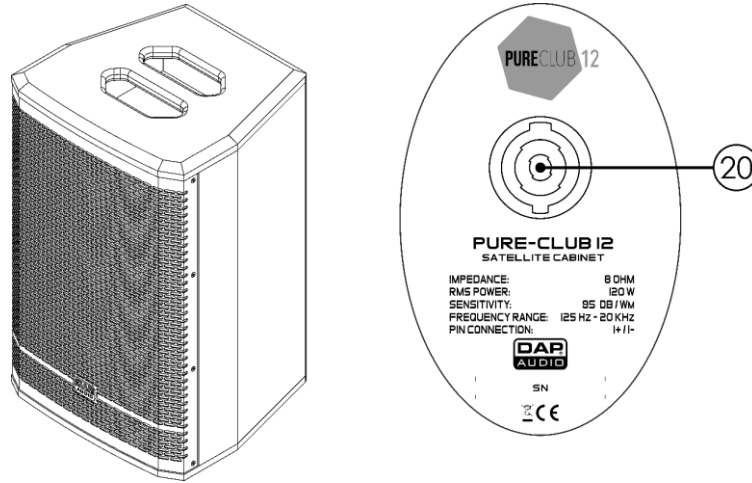 PURECLUB 12
20
PURE-CLUB 12
SATELLITE CABINET
IMPEDANCE: 8 OHM
RMS POWER: 120 W
SENSITIVITY: 95 DB / WM
FREQUENCY RANGE: 125 HZ - 20 KHZ
PIN CONNECTION: 1+ / 1-
DAP
AUDIO
SN
CE